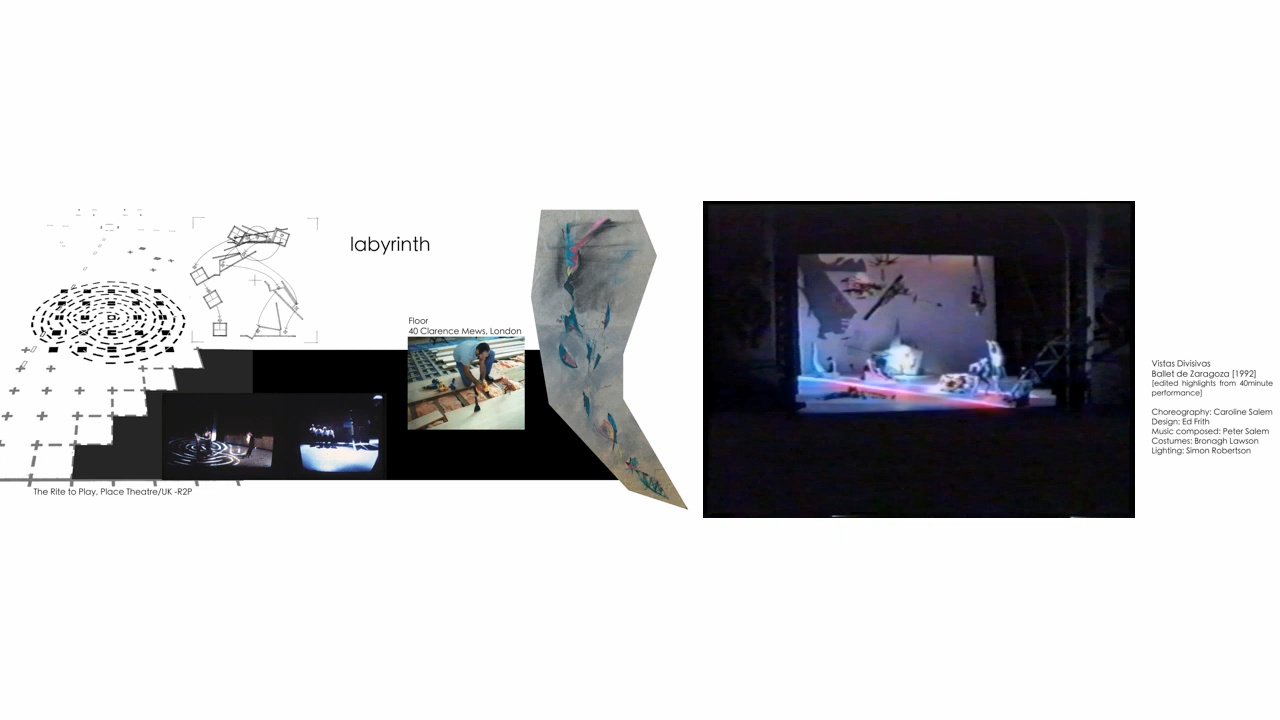 labyrinth
Floor
40 Clarence Mews, London
The Rite to Play, Place Theatre/UK -R2P
Vistas Divisivas
Ballet de Zaragoza [1992]
[edited highlights from 40minute
performance]
Choreography: Caroline Salem
Design: Ed Frith
Music composed: Peter Salem
Costumes: Bronagh Lawson
Lighting: Simon Robertson